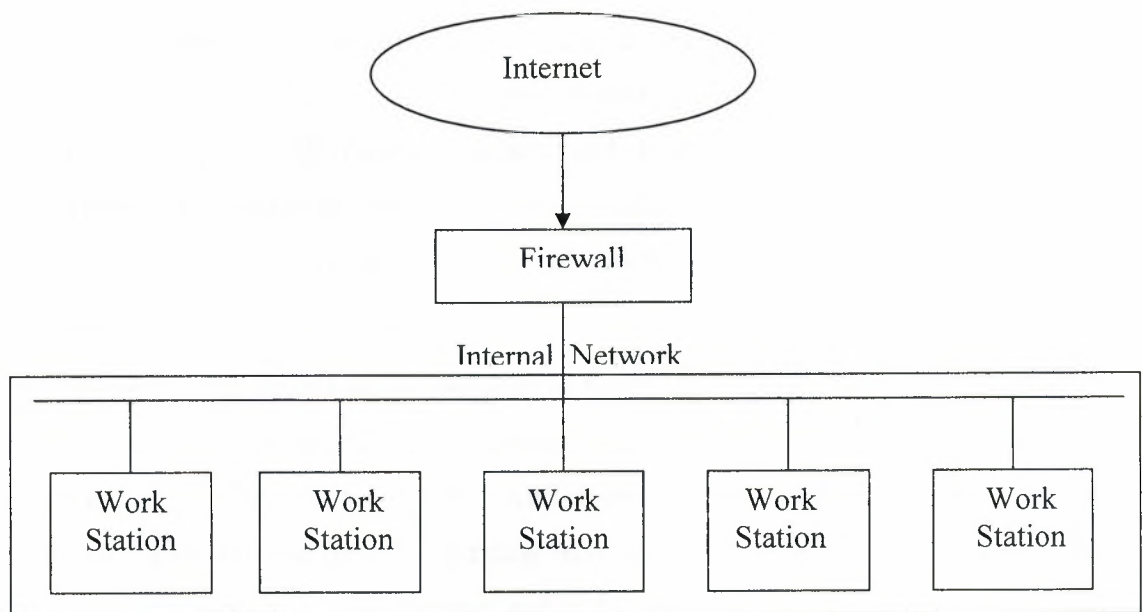 Internet
Firewall
Internal Network
Work
Station
Work
Station
Work
Station
Work
Station
Work
Station